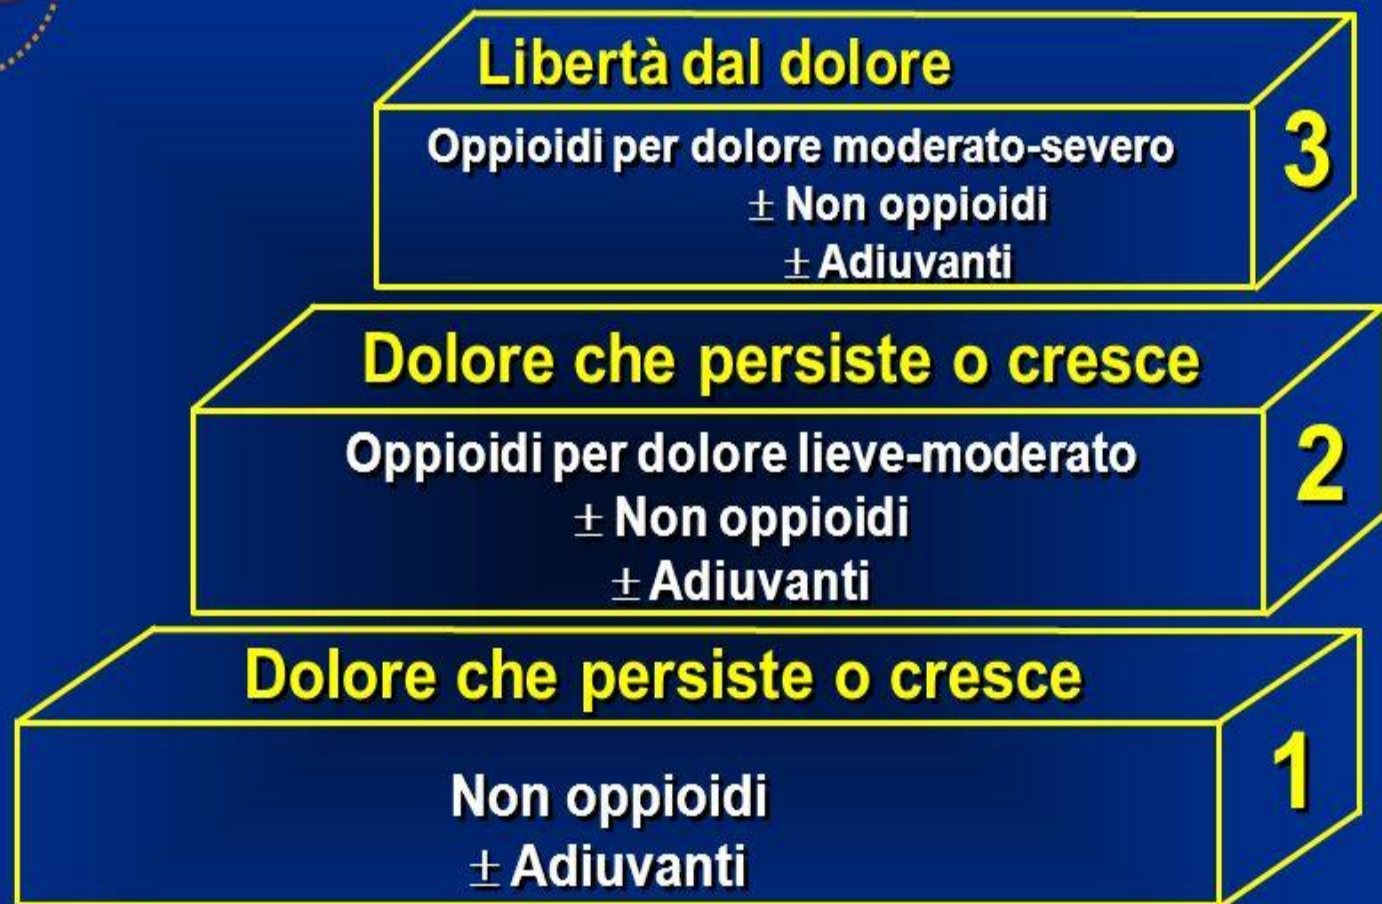 Libertà dal dolore
Oppioidi per dolore moderato-severo
± Non oppioidi
± Adiuvanti
3
Dolore che persiste o cresce
Oppioidi per dolore lieve-moderato
± Non oppioidi
± Adiuvanti
2
Dolore che persiste o cresce
Non oppioidi
± Adiuvanti
1